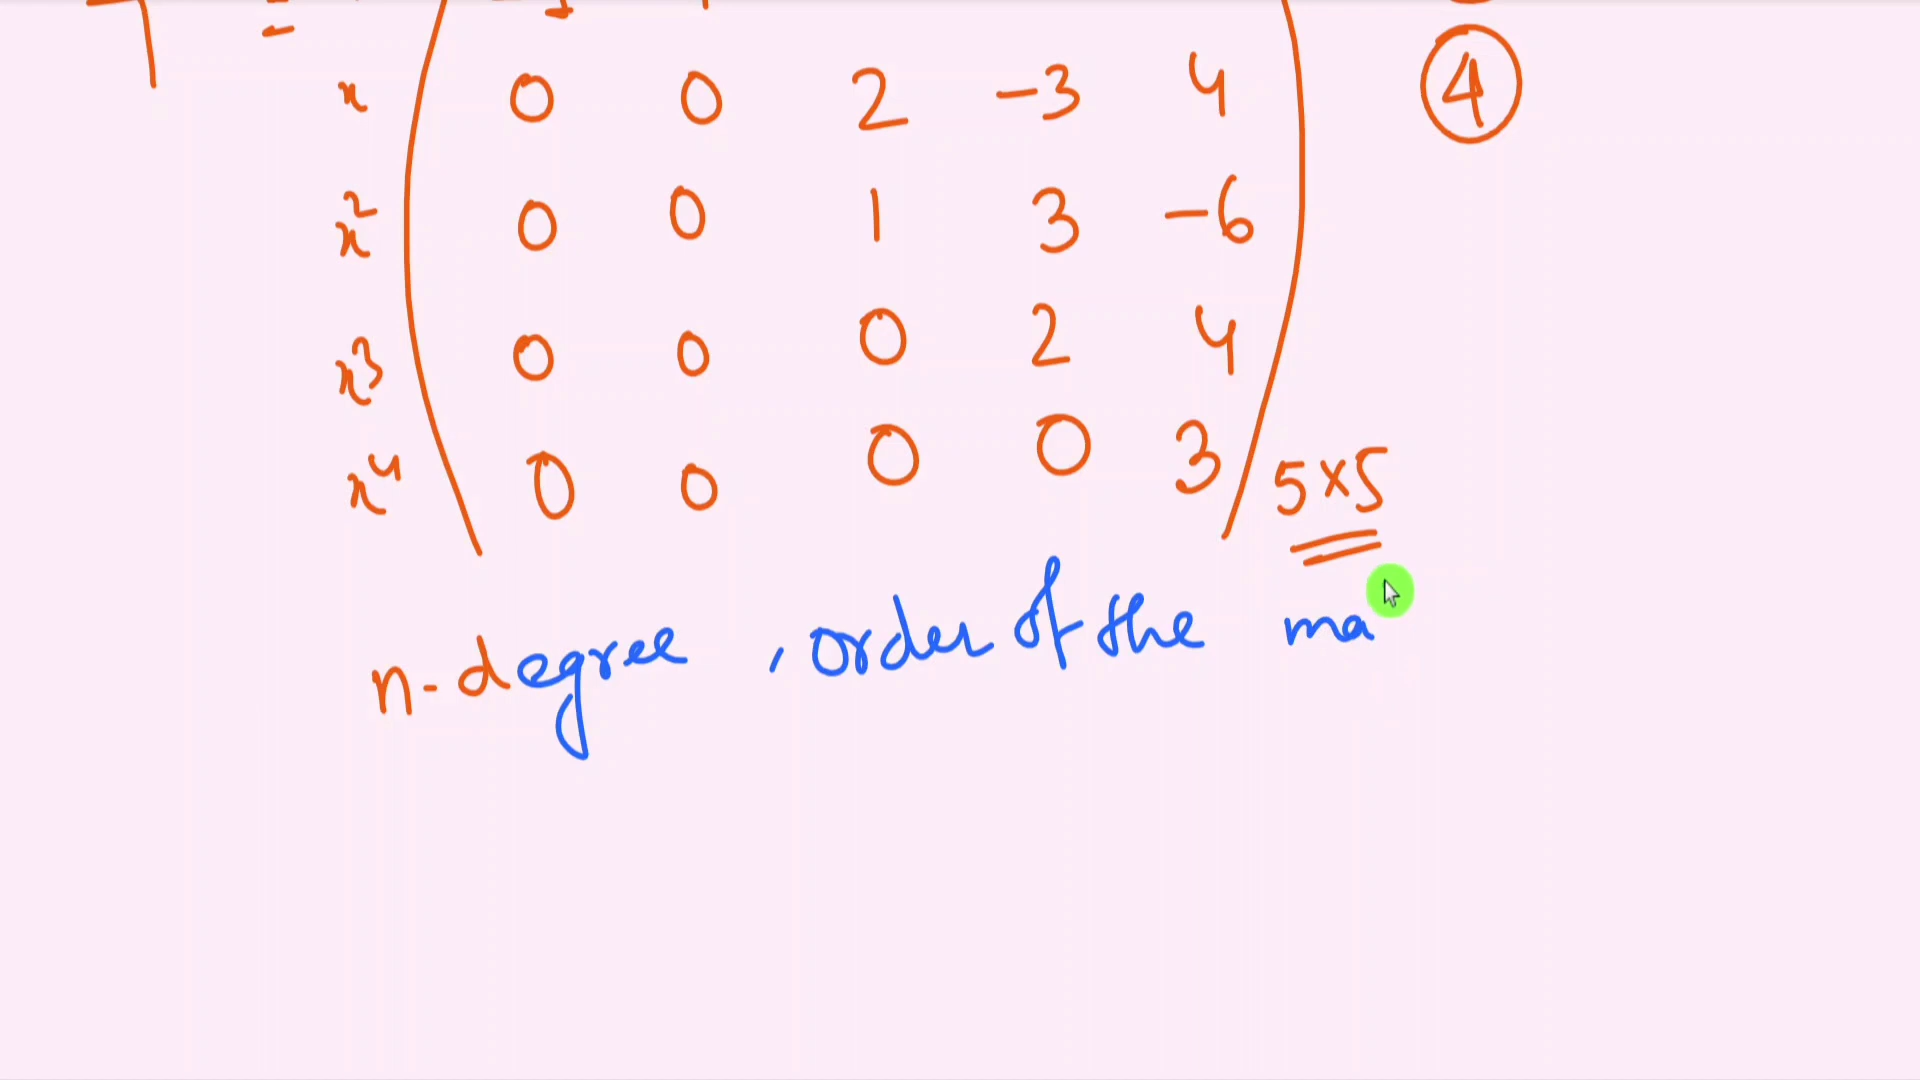 x 0 0 2 -3 4 4
x² 0 0 1 3 -6
x³ 0 0 0 2 4
x⁴ 0 0 0 0 3 5×5
n-degree , order of the ma